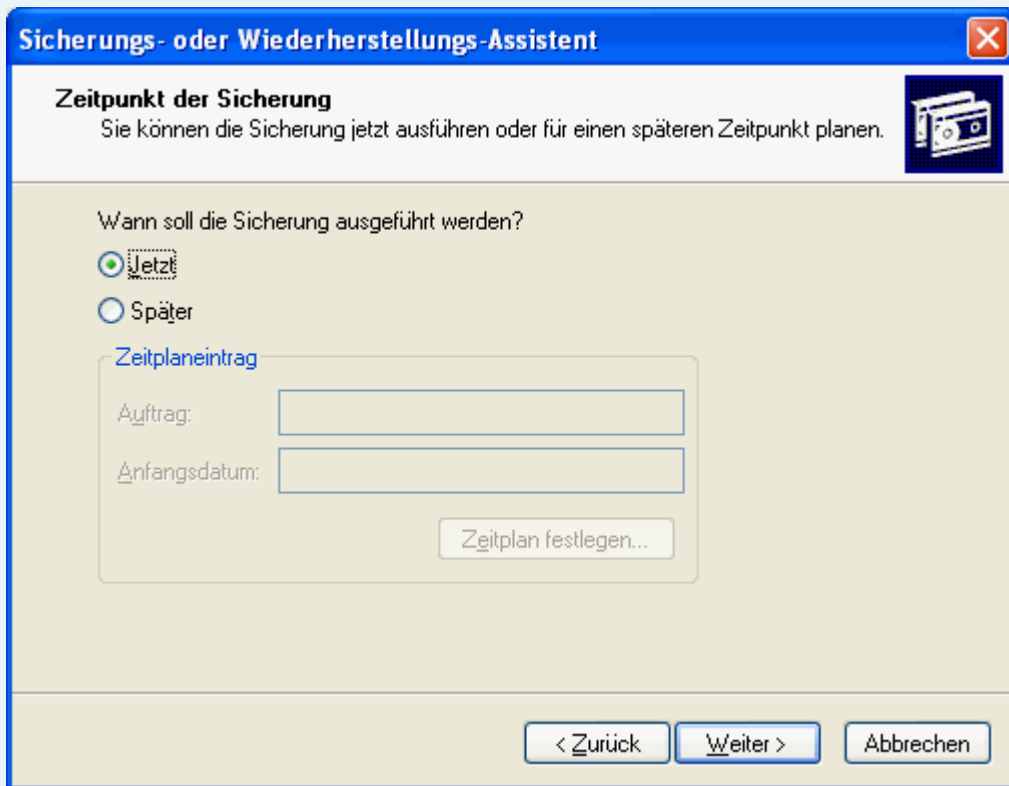 Sicherungs- oder Wiederherstellungs-Assistent
Zeitpunkt der Sicherung
Sie können die Sicherung jetzt ausführen oder für einen späteren Zeitpunkt planen.
Wann soll die Sicherung ausgeführt werden?
Jetzt
Später
Zeitplaneintrag
Auftrag:
Anfangsdatum:
Zeitplan festlegen...
< Zurück Weiter > Abbrechen